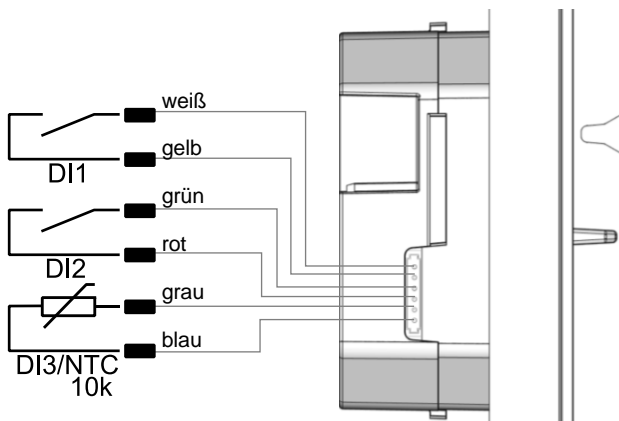 weiß
gelb
DI1
grün
rot
DI2
grau
blau
DI3/NTC
10k